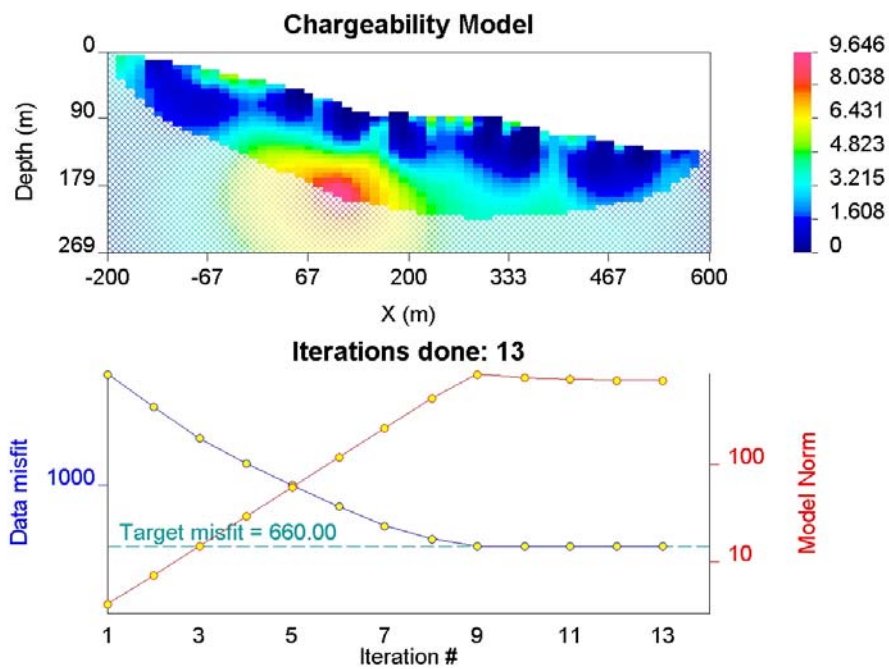 Chargeability Model
0
90
179
269
Depth (m)
-200 -67 67 200 333 467 600
X (m)
9.646
8.038
6.431
4.823
3.215
1.608
0
Iterations done: 13
Data misfit
1000
Target misfit = 660.00
100
10
Model Norm
1 3 5 7 9 11 13
Iteration #